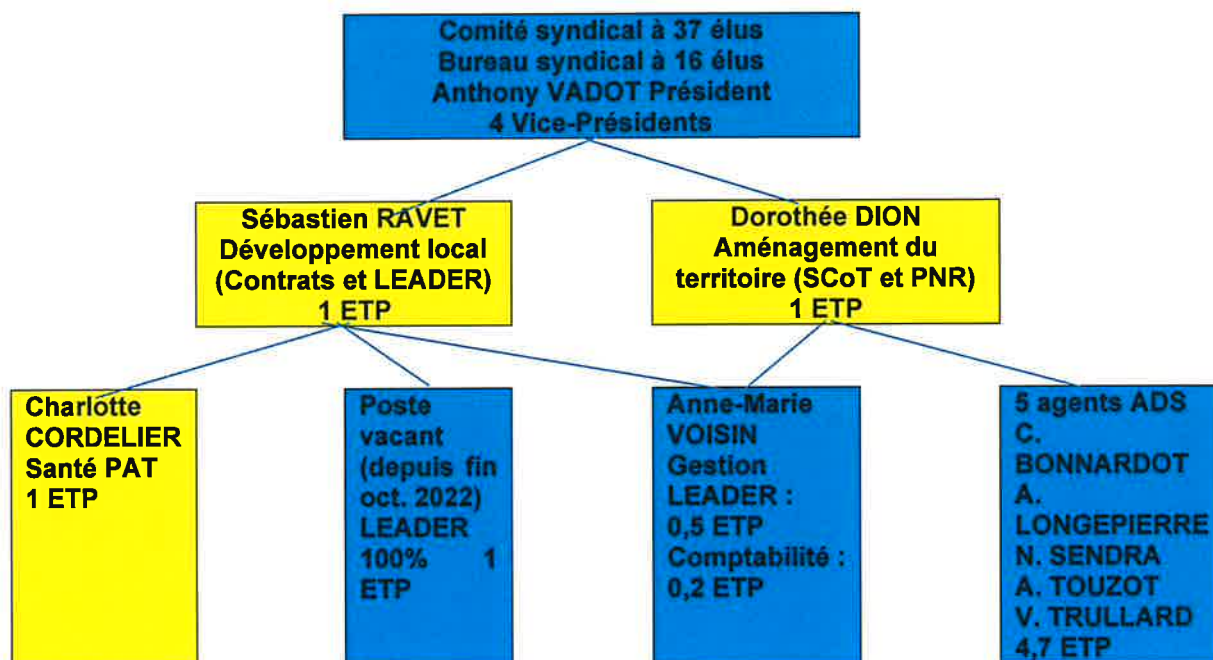 Comité syndical à 37 élus
Bureau syndical à 16 élus
Anthony VADOT Président
4 Vice-Présidents
Sébastien RAVET
Développement local
(Contrats et LEADER)
1 ETP
Dorothée DION
Aménagement du
territoire (SCoT et PNR)
1 ETP
Charlotte
CORDELIER
Santé PAT
1 ETP
Poste
vacant
(depuis fin
oct. 2022)
LEADER
100% 1
ETP
Anne-Marie
VOISIN
Gestion
LEADER :
0,5 ETP
Comptabilité :
0,2 ETP
5 agents ADS
C.
BONNARDOT
A.
LONGEPIERRE
N. SENDRA
A. TOUZOT
V. TRULLARD
4,7 ETP